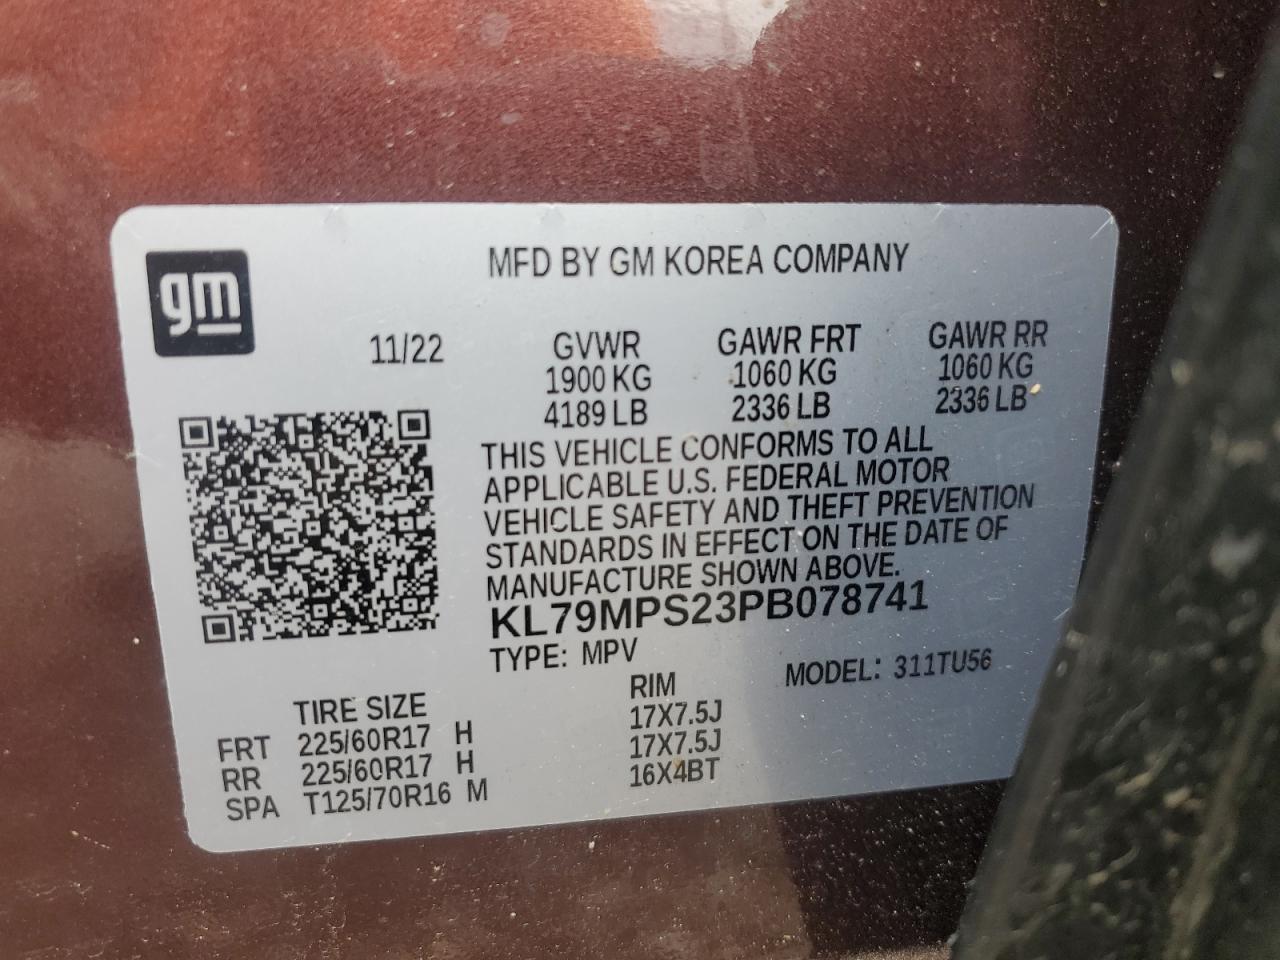 gm
MFD BY GM KOREA COMPANY
11/22
GVWR GAWR FRT GAWR RR
1900 KG 1060 KG 1060 KG
4189 LB 2336 LB 2336 LB
THIS VEHICLE CONFORMS TO ALL
APPLICABLE U.S. FEDERAL MOTOR
VEHICLE SAFETY AND THEFT PREVENTION
STANDARDS IN EFFECT ON THE DATE OF
MANUFACTURE SHOWN ABOVE.
KL79MPS23PB078741
TYPE: MPV MODEL: 311TU56
TIRE SIZE RIM
FRT 225/60R17 H 17X7.5J
RR 225/60R17 H 17X7.5J
SPA T125/70R16 M 16X4BT